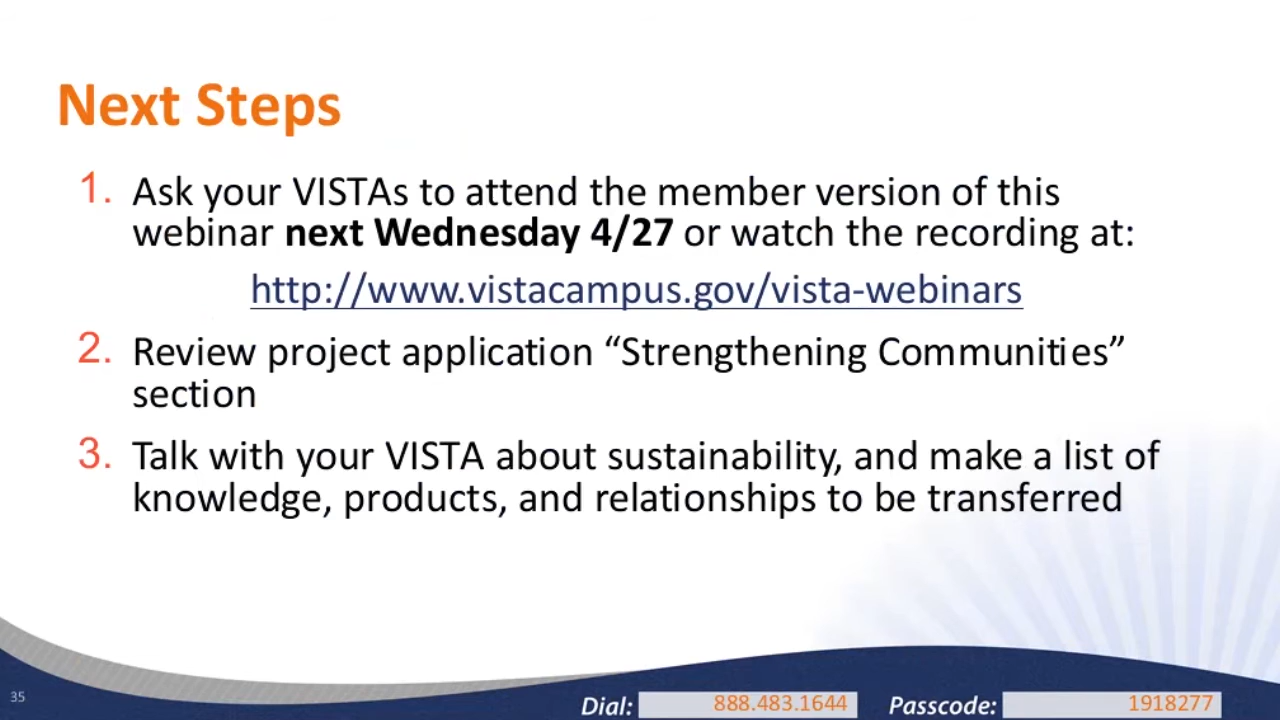 Next Steps
1. Ask your VISTAs to attend the member version of this
webinar next Wednesday 4/27 or watch the recording at:
http://www.vistacampus.gov/vista-webinars
2. Review project application “Strengthening Communities”
section
3. Talk with your VISTA about sustainability, and make a list of
knowledge, products, and relationships to be transferred
35
Dial: 888.483.1644 Passcode: 1918277